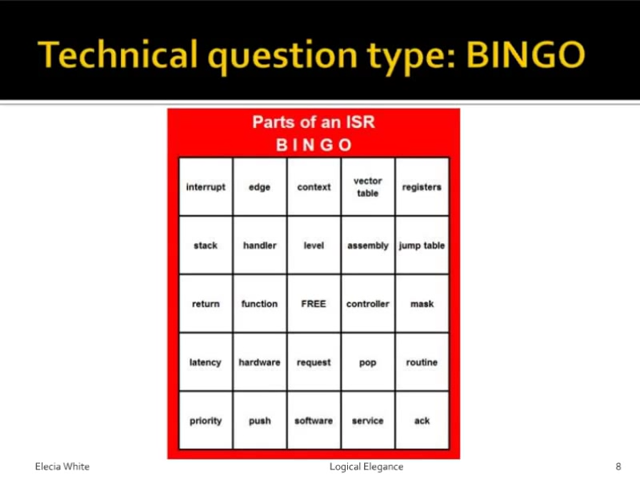 Technical question type: BINGO
Parts of an ISR
B I N G O
interrupt edge context vector table registers
stack handler level assembly jump table
return function FREE controller mask
latency hardware request pop routine
priority push software service ack
Elecia White Logical Elegance 8